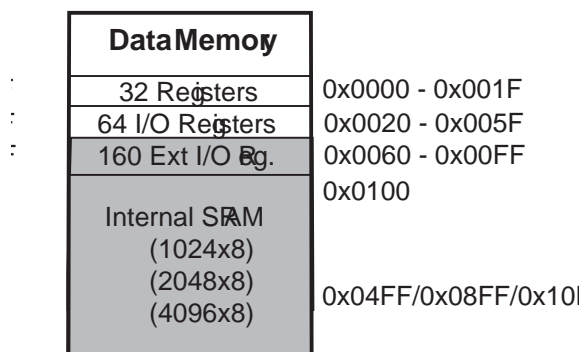 Data Memory
32 Registers 0x0000 - 0x001F
64 I/O Registers 0x0020 - 0x005F
160 Ext I/O Reg. 0x0060 - 0x00FF
0x0100
Internal SRAM
(1024x8)
(2048x8)
(4096x8)
0x04FF/0x08FF/0x10